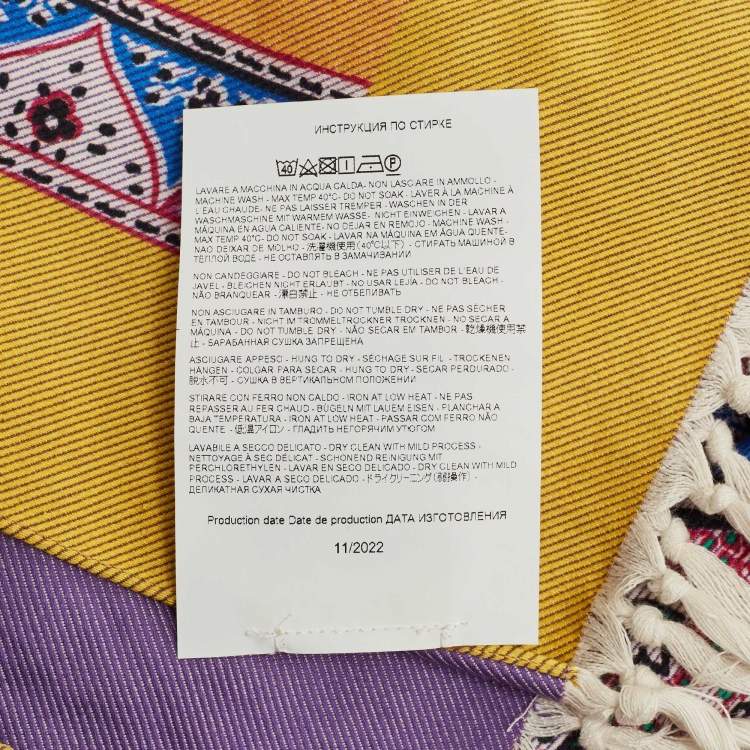 ИНСТРУКЦИЯ ПО СТИРКЕ
40 P
LAVARE A MACCHINA IN ACQUA CALDA- NON LASCIARE IN AMMOLLO -
MACHINE WASH - MAX TEMP 40°C- DO NOT SOAK - LAVER À LA MACHINE À
L'EAU CHAUDE- NE PAS LAISSER TREMPER - WASCHEN IN DER
WASCHMASCHINE MIT WARMEM WASSE- NICHT EINWEICHEN - LAVAR A
MÁQUINA EN AGUA CALIENTE- NO DEJAR EN REMOJO - MACHINE WASH -
MAX TEMP 40°C- DO NOT SOAK - LAVAR NA MÁQUINA EM ÁGUA QUENTE-
NÃO DEIXAR DE MOLHO - 洗濯機使用(40℃以下) - СТИРАТЬ МАШИНОЙ В
ТЕПЛОЙ ВОДЕ - НЕ ОСТАВЛЯТЬ В ЗАМАЧИВАНИИ
NON CANDEGGIARE - DO NOT BLEACH - NE PAS UTILISER DE L'EAU DE
JAVEL - BLEICHEN NICHT ERLAUBT - NO USAR LEJÍA - DO NOT BLEACH -
NÃO BRANQUEAR - 漂白禁止 - НЕ ОТБЕЛИВАТЬ
NON ASCIUGARE IN TAMBURO - DO NOT TUMBLE DRY - NE PAS SÉCHER
EN TAMBOUR - NICHT IM TROMMELTROCKNER TROCKNEN - NO SECAR A
MÁQUINA - DO NOT TUMBLE DRY - NÃO SECAR EM TAMBOR - 乾燥機使用禁
止 - БАРАБАННАЯ СУШКА ЗАПРЕЩЕНА
ASCIUGARE APPESO - HUNG TO DRY - SÉCHAGE SUR FIL - TROCKENEN
HÄNGEN - COLGAR PARA SECAR - HUNG TO DRY - SECAR PERDURADO -
脱水不可 - СУШКА В ВЕРТИКАЛЬНОМ ПОЛОЖЕНИИ
STIRARE CON FERRO NON CALDO - IRON AT LOW HEAT - NE PAS
REPASSER AU FER CHAUD - BÜGELN MIT LAUEM EISEN - PLANCHAR A
BAJA TEMPERATURA - IRON AT LOW HEAT - PASSAR COM FERRO NÃO
QUENTE - 低温アイロン - ГЛАДИТЬ НЕГОРЯЧИМ УТЮГОМ
LAVABILE A SECCO DELICATO - DRY CLEAN WITH MILD PROCESS -
NETTOYAGE À SEC DÉLICAT - SCHONEND REINIGUNG MIT
PERCHLORETHYLEN - LAVAR EN SECO DELICADO - DRY CLEAN WITH MILD
PROCESS - LAVAR A SECO DELICADO - ドライクリーニング(弱操作) -
ДЕЛИКАТНАЯ СУХАЯ ЧИСТКА
Production date Date de production ДАТА ИЗГОТОВЛЕНИЯ
11/2022